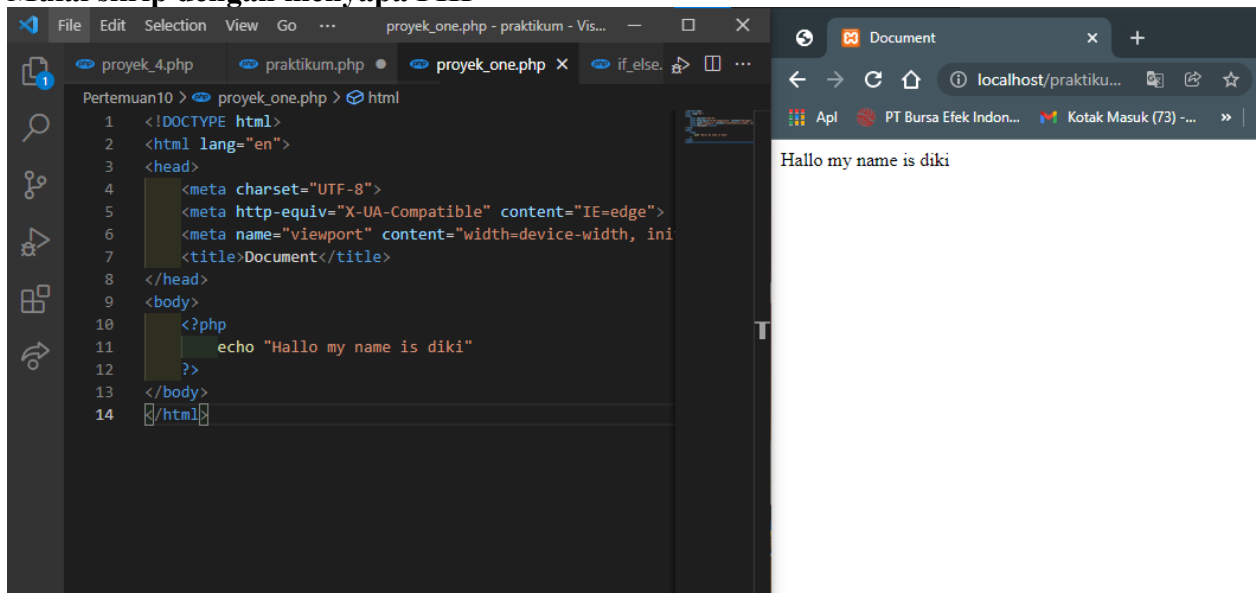 File Edit Selection View Go ··· proyek_one.php - praktikum - Vis...
proyek_4.php praktikum.php proyek_one.php if_else.
Pertemuan10 > proyek_one.php > html
1 <!DOCTYPE html>
2 <html lang="en">
3 <head>
4 <meta charset="UTF-8">
5 <meta http-equiv="X-UA-Compatible" content="IE=edge">
6 <meta name="viewport" content="width=device-width, ini
7 <title>Document</title>
8 </head>
9 <body>
10 <?php
11 echo "Hallo my name is diki"
12 ?>
13 </body>
14 </html>
1
T
Document
localhost/praktiku...
Apl PT Bursa Efek Indon... Kotak Masuk (73) -... »
Hallo my name is diki